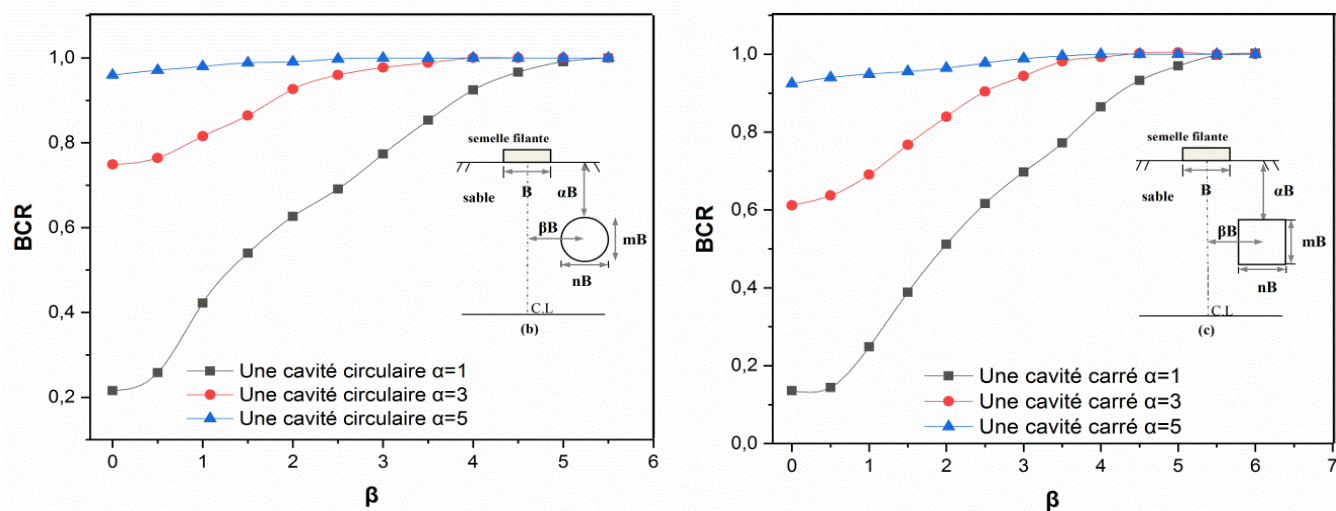 BCR
1.0
0.8
0,6
0,4
0,2
0
1
2
3
4
5
6
β
semelle filante
B
αB
sable
βB
mB
nB
C.L
(b)
Une cavité circulaire α=1
Une cavité circulaire α=3
Une cavité circulaire α=5
BCR
1.0
0.8
0,6
0,4
0,2
0,0
0
1
2
3
4
5
6
7
β
semelle filante
B
αB
sable
βB
mB
nB
C.L
(c)
Une cavité carré α=1
Une cavité carré α=3
Une cavité carré α=5